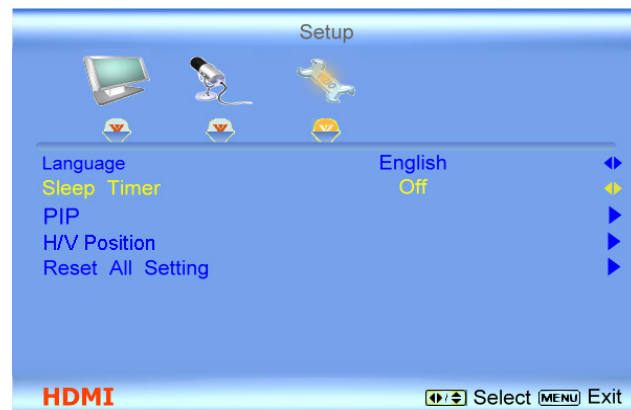 Setup
Language English
Sleep Timer Off
PIP
H/V Position
Reset All Setting
HDMI Select MENU Exit